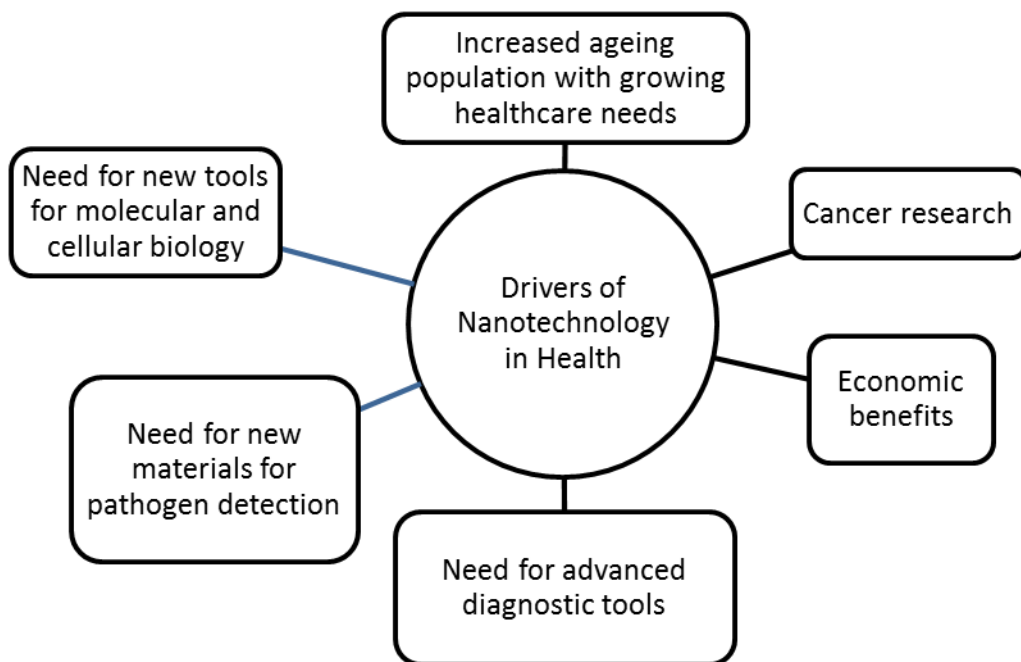 Increased ageing
population with growing
healthcare needs
Need for new tools
for molecular and
cellular biology
Cancer research
Drivers of
Nanotechnology
in Health
Economic
benefits
Need for new
materials for
pathogen detection
Need for advanced
diagnostic tools